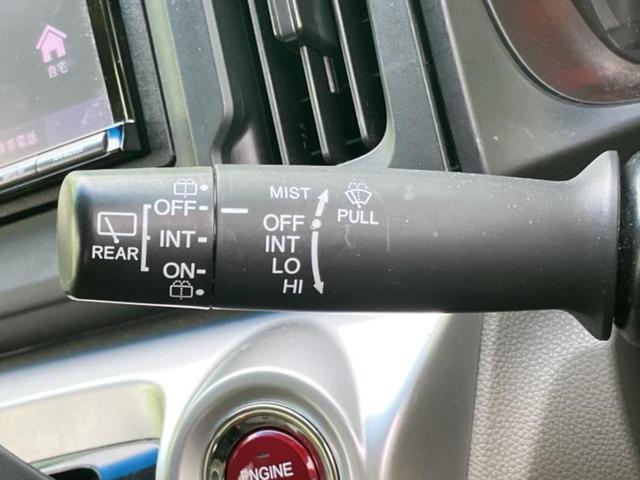 自宅
REAR
OFF
INT
ON
MIST
OFF
INT
LO
HI
PULL
ENGINE